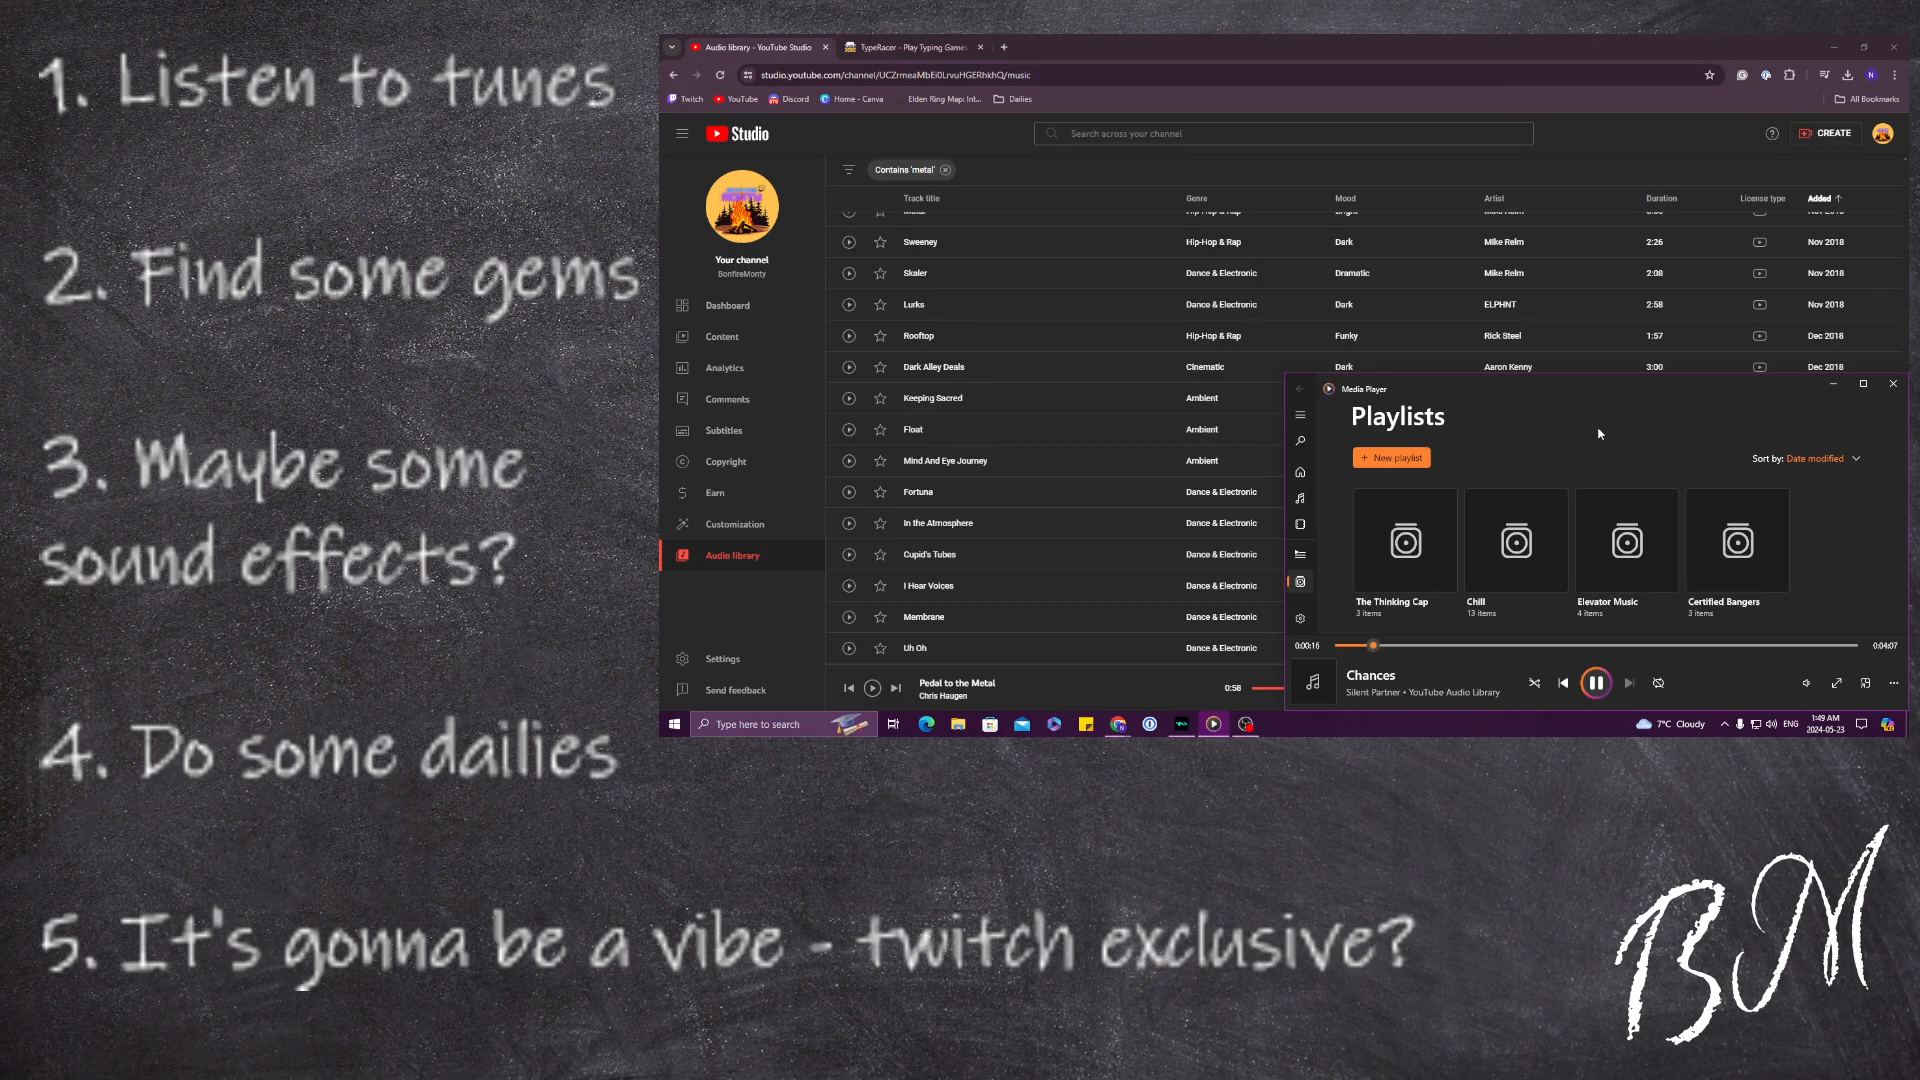 1. Listen to tunes
2. Find some gems
3. Maybe some
sound effects?
4. Do some dailies
5. It's gonna be a vibe - twitch exclusive?
BM
Audio library - YouTube Studio
TypeRacer - Play Typing Games
studio.youtube.com/channel/UCZrmeaMbEi0LrvuHGERhkhQ/music
Twitch YouTube Discord Home - Canva Elden Ring Map: Int... Dailies All Bookmarks
Studio
Search across your channel
CREATE
Your channel
BonfireMonty
Dashboard
Content
Analytics
Comments
Subtitles
Copyright
Earn
Customization
Audio library
Settings
Send feedback
Contains 'metal'
Track title Genre Mood Artist Duration License type Added
Sweeney Hip-Hop & Rap Dark Mike Relm 2:26 Nov 2018
Skaler Dance & Electronic Dramatic Mike Relm 2:08 Nov 2018
Lurks Dance & Electronic Dark ELPHNT 2:58 Nov 2018
Rooftop Hip-Hop & Rap Funky Rick Steel 1:57 Dec 2018
Dark Alley Deals Cinematic Dark Aaron Kenny 3:00 Dec 2018
Keeping Sacred Ambient
Float Ambient
Mind And Eye Journey Ambient
Fortuna Dance & Electronic
In the Atmosphere Dance & Electronic
Cupid's Tubes Dance & Electronic
I Hear Voices Dance & Electronic
Membrane Dance & Electronic
Uh Oh Dance & Electronic
Pedal to the Metal
Chris Haugen
0:58
Media Player
Playlists
New playlist
Sort by: Date modified
The Thinking Cap
3 items
Chill
13 items
Elevator Music
4 items
Certified Bangers
3 items
0:00:16
0:04:07
Chances
Silent Partner • YouTube Audio Library
Type here to search
7°C Cloudy
ENG
1:49 AM
2024-05-23